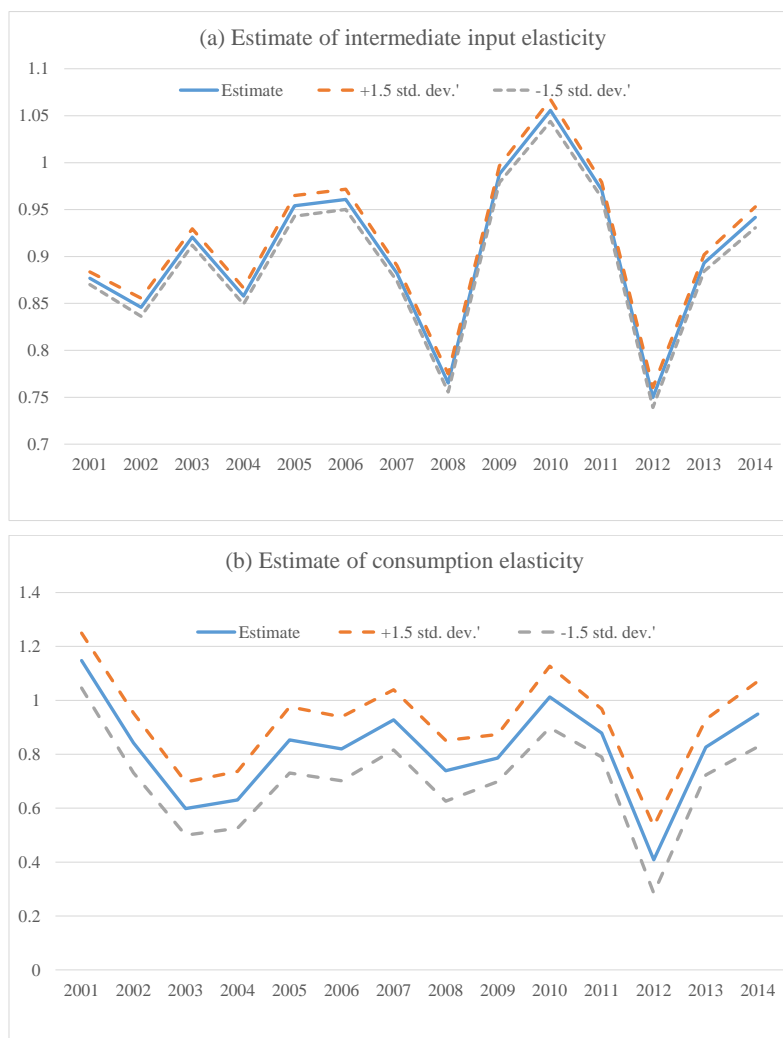 (a) Estimate of intermediate input elasticity
1.1
Estimate +1.5 std. dev.' -1.5 std. dev.'
1.05
1
0.95
0.9
0.85
0.8
0.75
0.7
2001 2002 2003 2004 2005 2006 2007 2008 2009 2010 2011 2012 2013 2014
(b) Estimate of consumption elasticity
1.4
Estimate +1.5 std. dev.' -1.5 std. dev.'
1.2
1
0.8
0.6
0.4
0.2
0
2001 2002 2003 2004 2005 2006 2007 2008 2009 2010 2011 2012 2013 2014